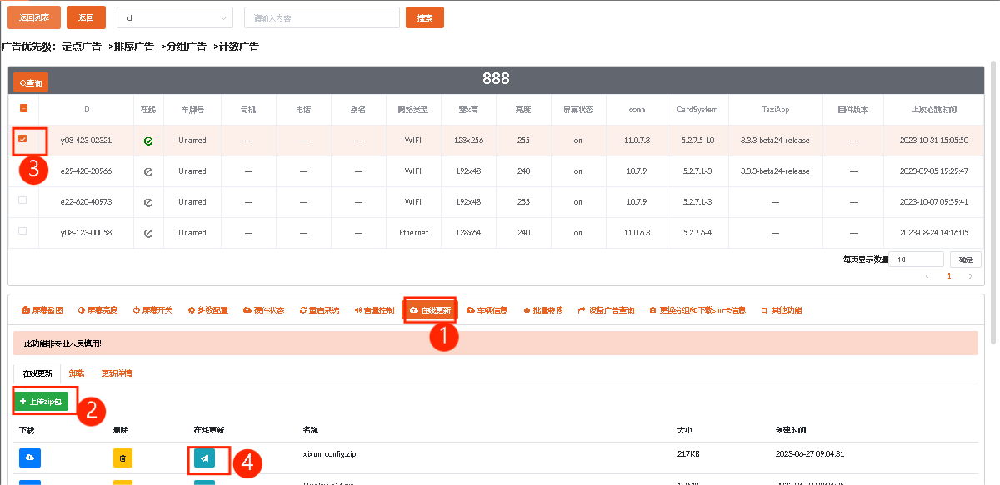 返回列表 返回 id 请输入内容 搜索
广告优先级：定点广告-->排序广告-->分组广告-->计数广告
查询 888
ID 在线 车牌号 司机 电话 别名 网络类型 宽x高 亮度 屏幕状态 conn CardSystem TaxiApp 固件版本 上次心跳时间
y08-423-02321 Unamed — — — WIFI 128x256 255 on 11.0.7.8 5.2.7.5-10 3.3.3-beta24-release — 2023-10-31 15:05:50
3
e29-420-20966 Unamed — — — WIFI 192x48 240 on 10.7.9 5.2.7.1-3 3.3.3-beta24-release — 2023-09-05 19:29:47
e22-620-40973 Unamed — — — WIFI 192x48 255 on 10.7.9 5.2.7.1-3 — — 2023-10-07 09:59:41
y08-123-00058 Unamed — — — Ethernet 128x64 240 on 11.0.6.3 5.2.7.6-4 — — 2023-08-24 14:16:05
每页显示数量 10 确定
< 1 >
屏幕截图 屏幕亮度 屏幕开关 参数配置 硬件状态 重启系统 音量控制 在线更新 车辆信息 批量转移 设备广告查询 更换分组和下载sim卡信息 其他功能
1
此功能非专业人员慎用!
在线更新 卸载 更新详情
+ 上传zip包
2
下载 删除 在线更新 名称 大小 创建时间
xixun_config.zip 217KB 2023-06-27 09:04:31
4